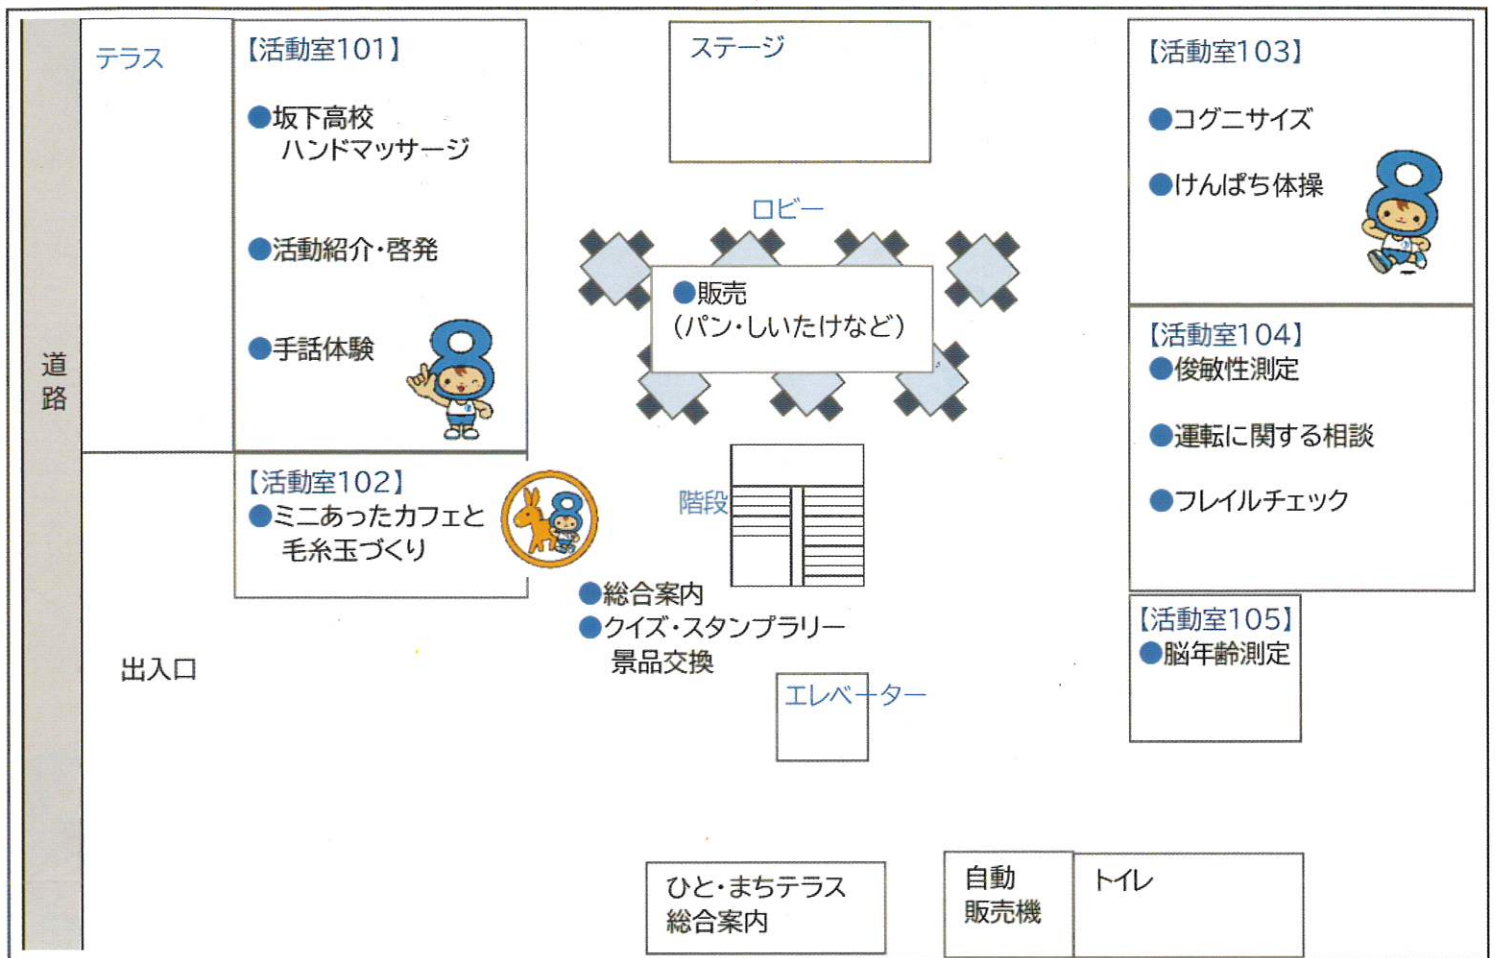 テラス
【活動室101】
●坂下高校
ハンドマッサージ
●活動紹介・啓発
●手話体験
ステージ
ロビー
●販売
(パン・しいたけなど)
【活動室103】
●コグニサイズ
●けんぱち体操
【活動室104】
●俊敏性測定
●運転に関する相談
●フレイルチェック
道路
【活動室102】
●ミニあったカフェと
毛糸玉づくり
階段
●総合案内
●クイズ・スタンプラリー
景品交換
【活動室105】
●脳年齢測定
出入口
エレベーター
ひと・まちテラス
総合案内
自動
販売機
トイレ